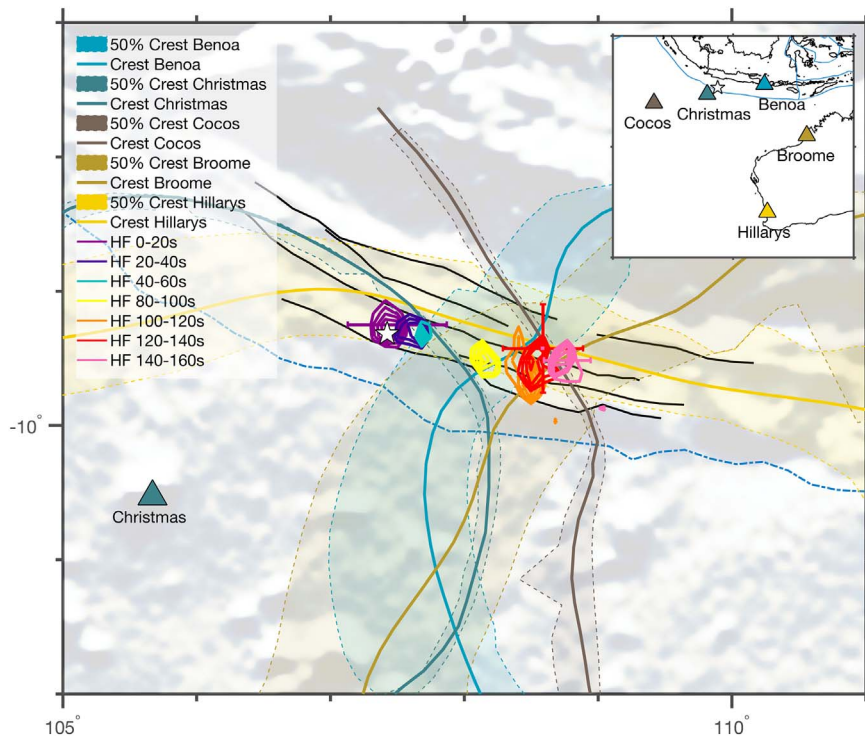 50% Crest Benoa
Crest Benoa
50% Crest Christmas
Crest Christmas
50% Crest Cocos
Crest Cocos
50% Crest Broome
Crest Broome
50% Crest Hillarys
Crest Hillarys
HF 0-20s
HF 20-40s
HF 40-60s
HF 80-100s
HF 100-120s
HF 120-140s
HF 140-160s
Cocos
Christmas
Benoa
Broome
Hillarys
-10°
Christmas
105°
110°